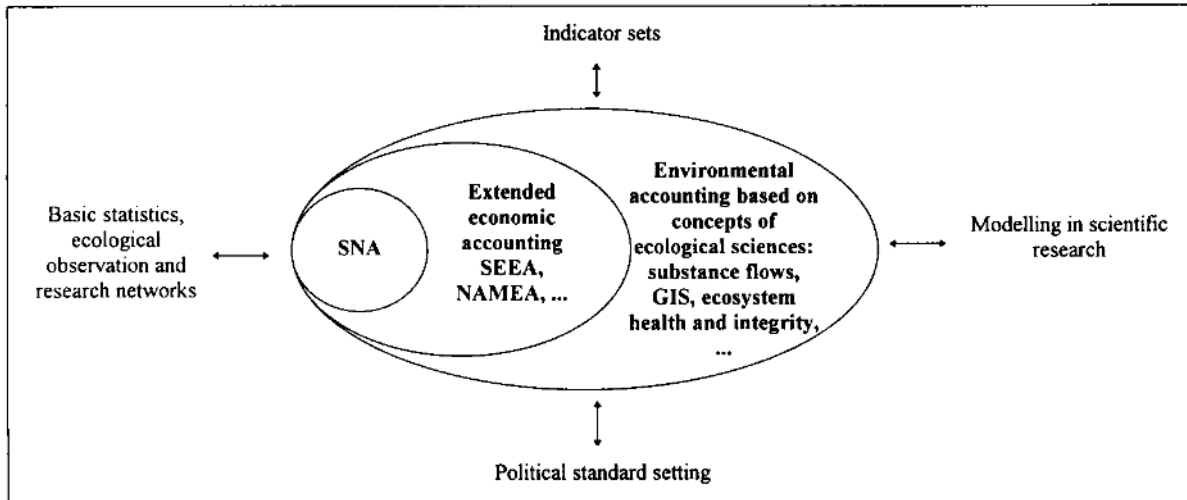 Indicator sets
Basic statistics,
ecological
observation and
research networks
SNA
Extended
economic
accounting
SEEA,
NAMEA, ...
Environmental
accounting based on
concepts of
ecological sciences:
substance flows,
GIS, ecosystem
health and integrity,
...
Modelling in scientific
research
Political standard setting